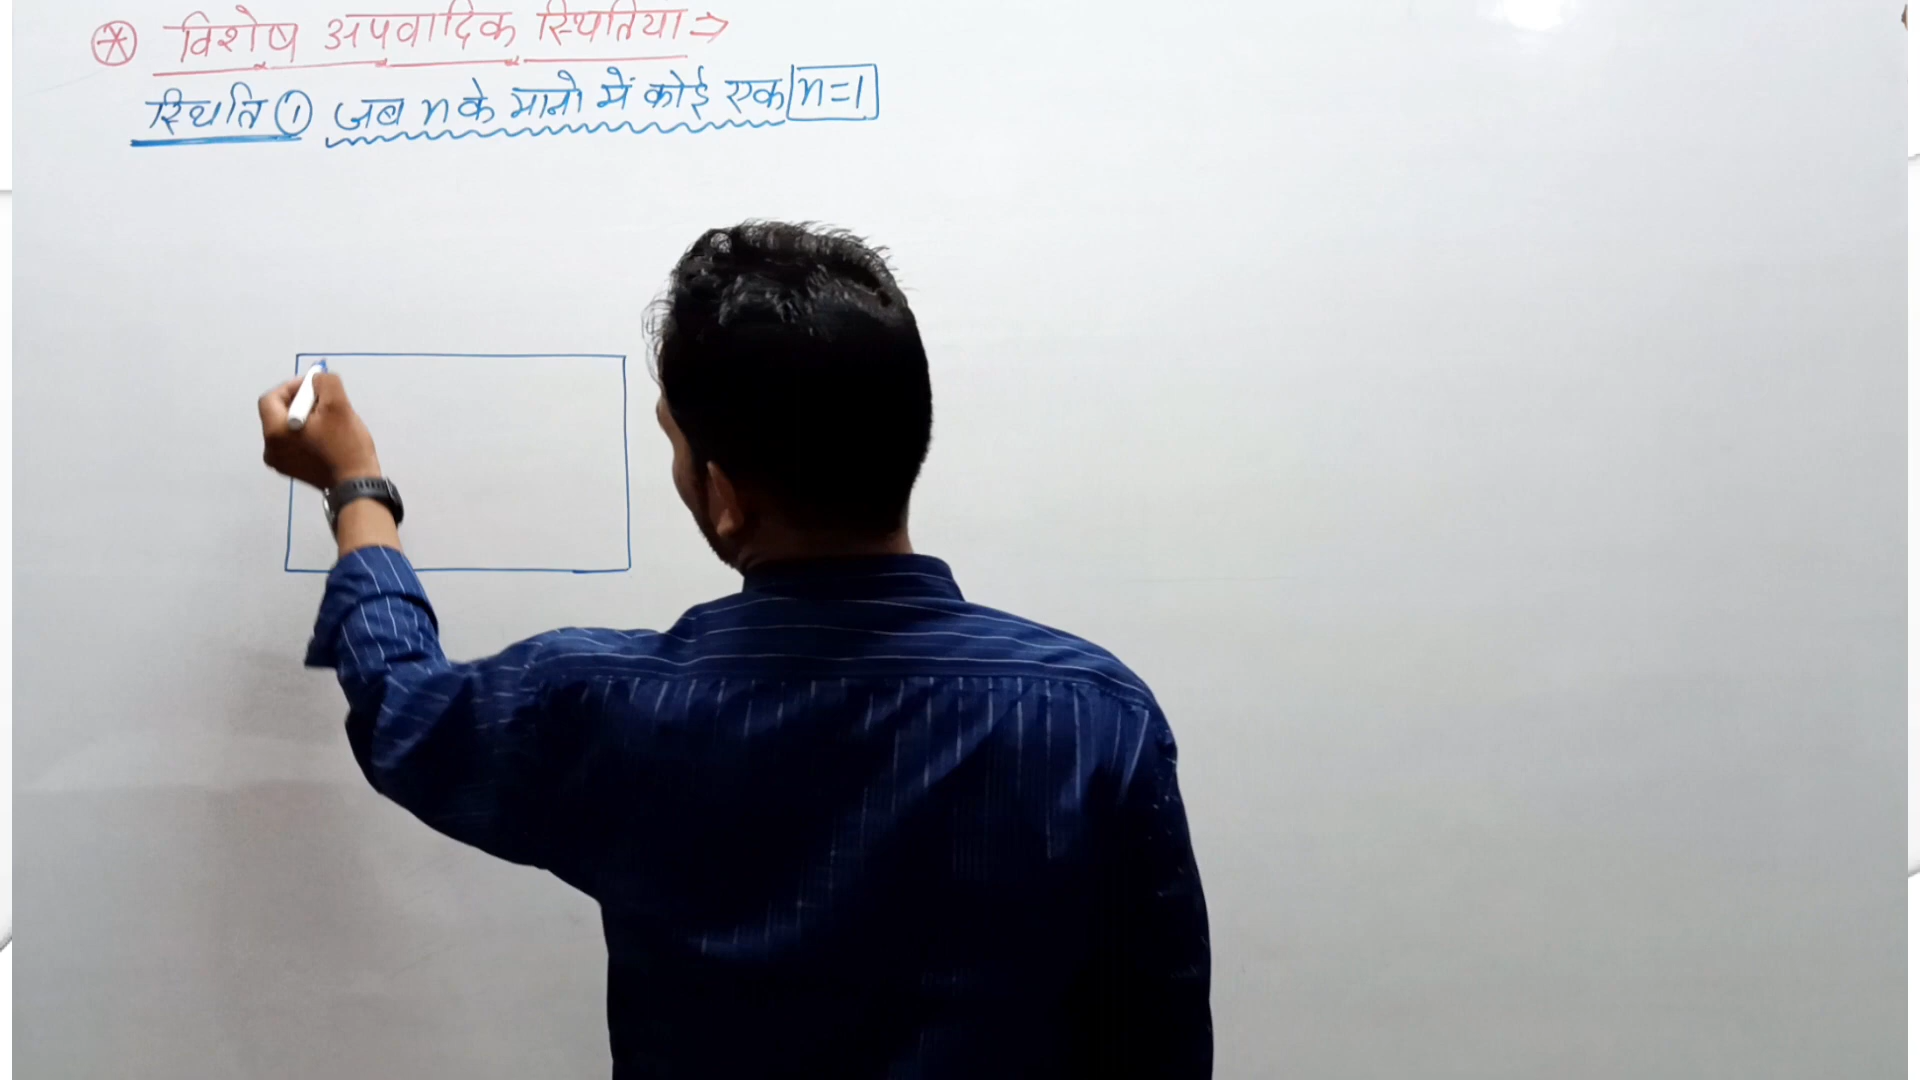 * विशेष अपवादिक स्थितिया ⇒
स्थिति ① जब n के मानो में कोई एक n=1